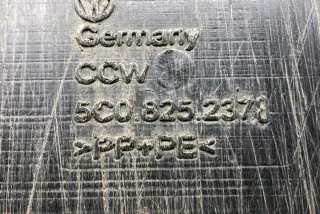 Germany
CCW
5C0.825.237
>PP+PE<